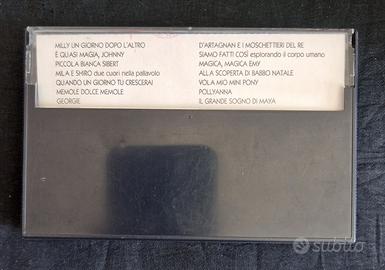 MILLY UN GIORNO DOPO L'ALTRO
È QUASI MAGIA, JOHNNY
PICCOLA BIANCA SIBERT
MILA E SHIRO due cuori nella pallavolo
QUANDO UN GIORNO TU CRESCERAI
MEMOLE DOLCE MEMOLE
GEORGIE
D'ARTAGNAN E I MOSCHETTIERI DEL RE
SIAMO FATTI COSÌ esplorando il corpo umano
MAGICA, MAGICA EMY
ALLA SCOPERTA DI BABBO NATALE
VOLA MIO MINI PONY
POLLYANNA
IL GRANDE SOGNO DI MAYA
subito